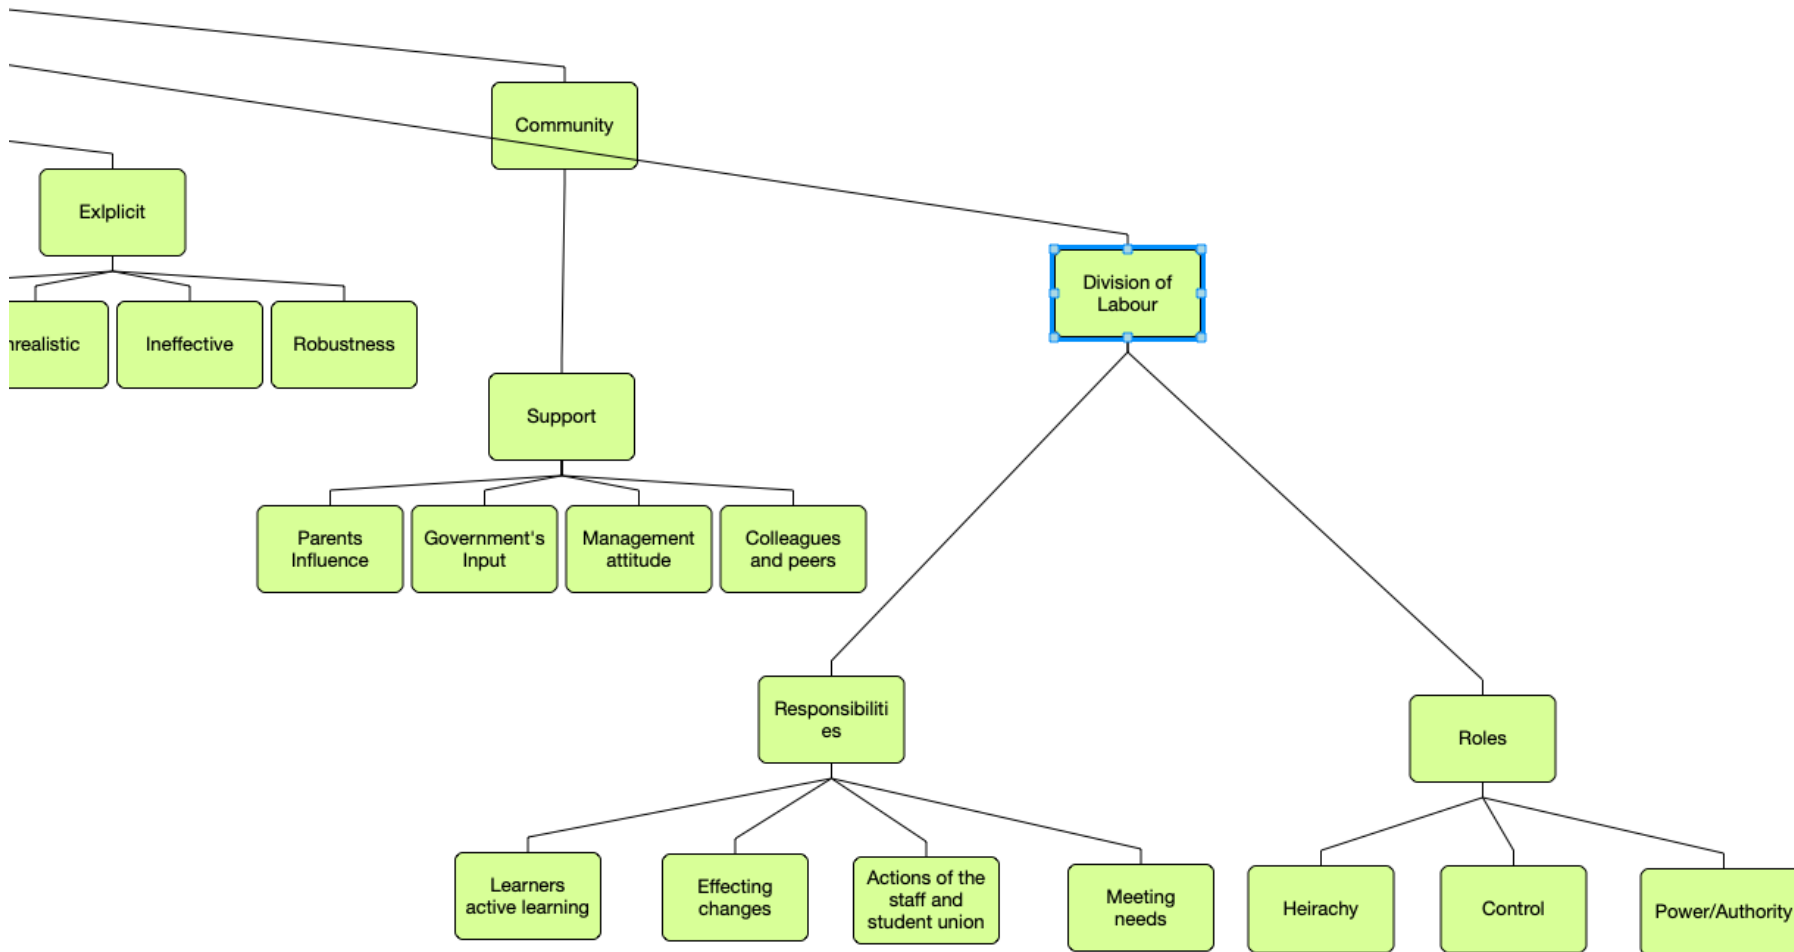 Community
Exlplicit
Division of
Labour
nrealistic
Ineffective
Robustness
Support
Parents
Influence
Government's
Input
Management
attitude
Colleagues
and peers
Responsibiliti
es
Roles
Learners
active learning
Effecting
changes
Actions of the
staff and
student union
Meeting
needs
Heirachy
Control
Power/Authority